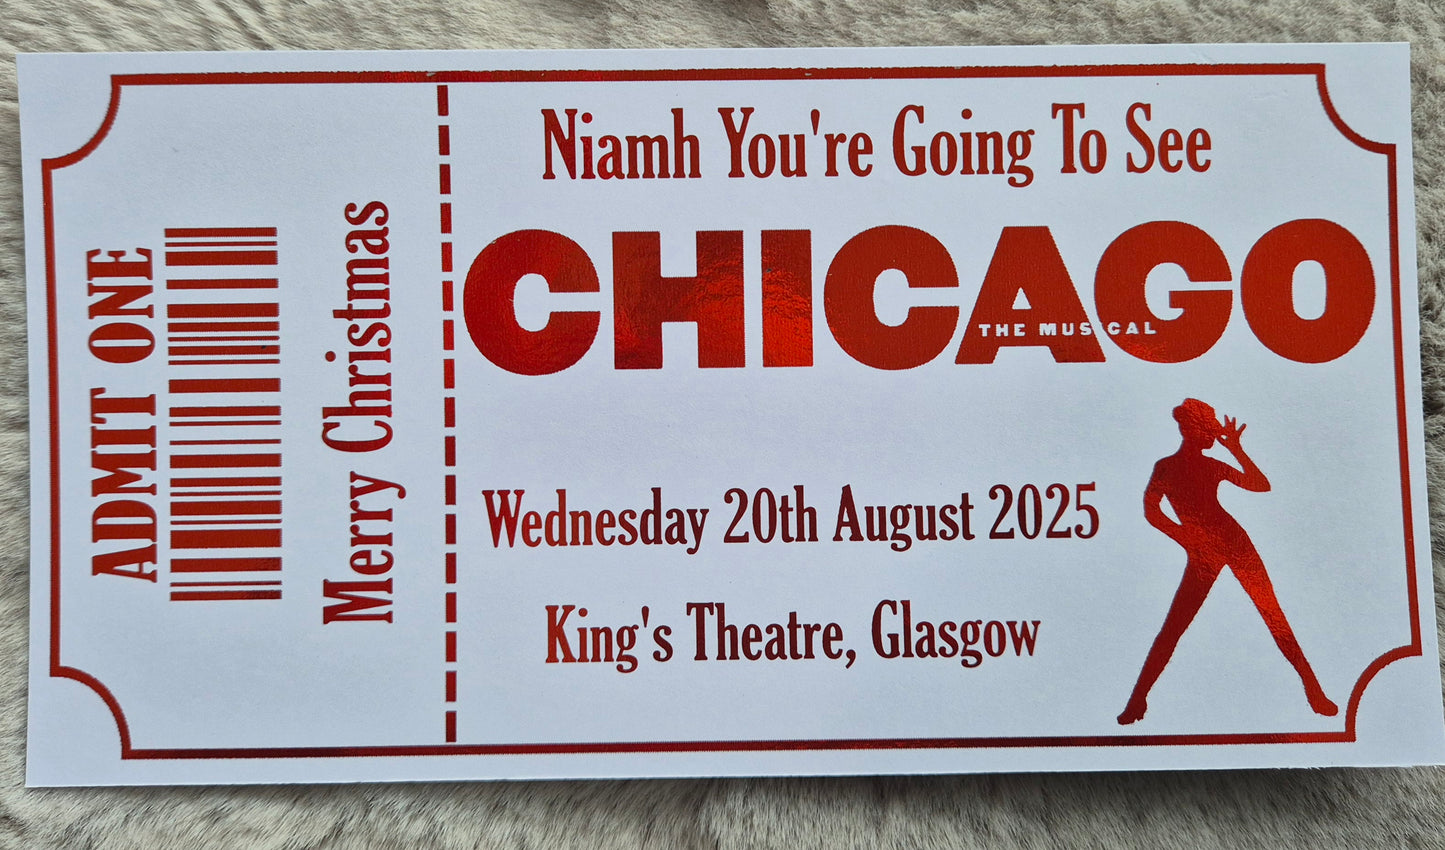 ADMIT ONE
Merry Christmas
Niamh You're Going To See
CHICAGO
THE MUSICAL
Wednesday 20th August 2025
King's Theatre, Glasgow